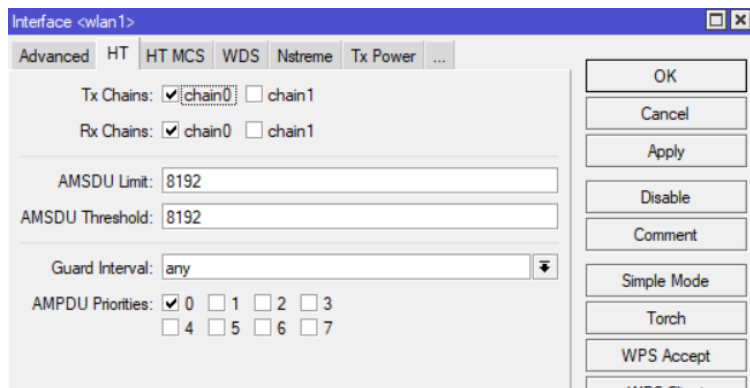 Interface <wlan1>
Advanced HT HT MCS WDS Nstreme Tx Power ...
Tx Chains: chain0 chain1
Rx Chains: chain0 chain1
AMSDU Limit: 8192
AMSDU Threshold: 8192
Guard Interval: any
AMPDU Priorities: 0 1 2 3
4 5 6 7
OK
Cancel
Apply
Disable
Comment
Simple Mode
Torch
WPS Accept